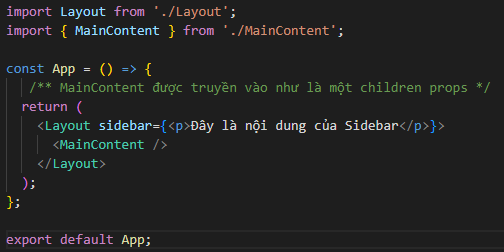 import Layout from './Layout';
import { MainContent } from './MainContent';
const App = () => {
/** MainContent được truyền vào như là một children props */
return (
<Layout sidebar={<p>Đây là nội dung của Sidebar</p>}>
<MainContent />
</Layout>
);
};
export default App;